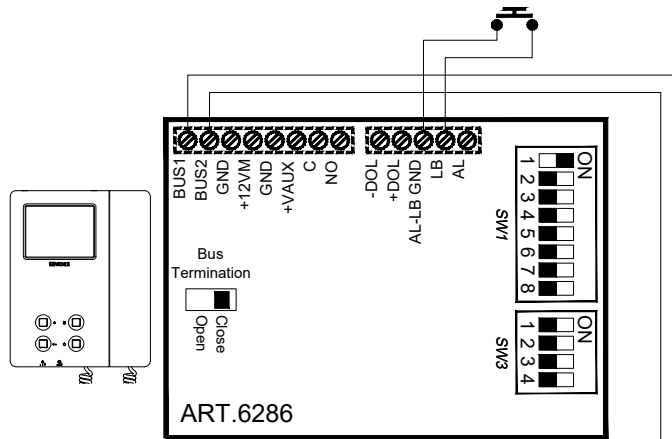 BUS1
BUS2
GND
+12VM
GND
+VAUX
C
NO
-DOL
+DOL
AL-LB GND
LB
AL
Bus
Termination
Open
Close
SW1
ON
1
2
3
4
5
6
7
8
SW3
ON
1
2
3
4
ART.6286